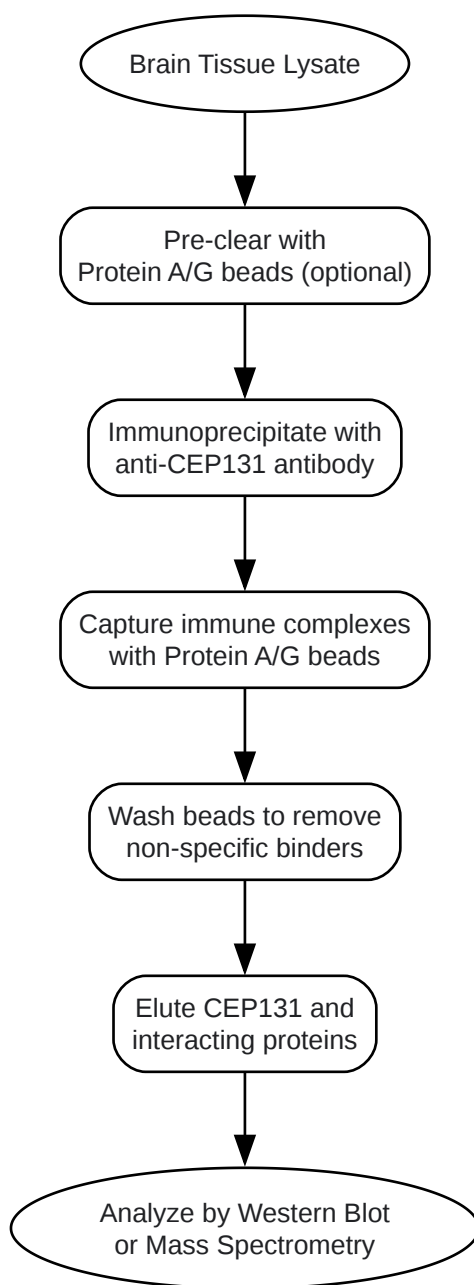 Brain Tissue Lysate
Pre-clear with
Protein A/G beads (optional)
Immunoprecipitate with
anti-CEP131 antibody
Capture immune complexes
with Protein A/G beads
Wash beads to remove
non-specific binders
Elute CEP131 and
interacting proteins
Analyze by Western Blot
or Mass Spectrometry